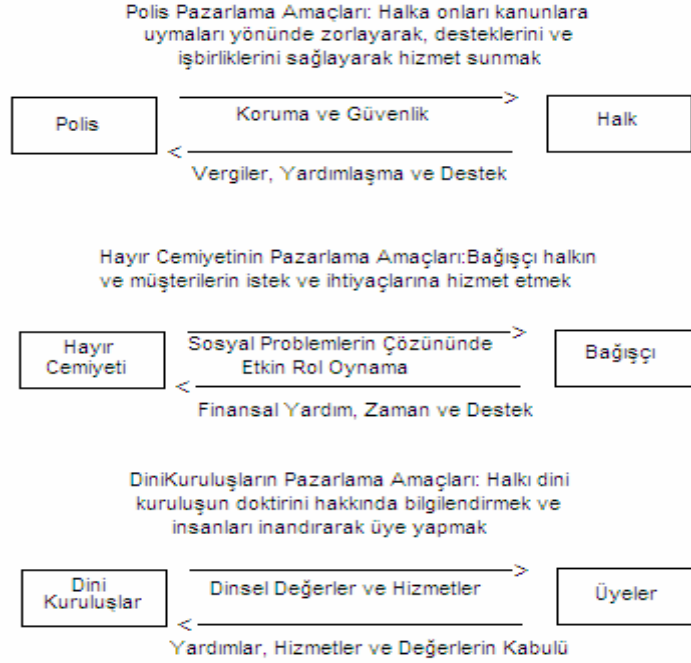 Polis Pazarlama Amaçları: Halka onları kanunlara
uymaları yönünde zorlayarak, desteklerini ve
işbirliklerini sağlayarak hizmet sunmak
Polis
Koruma ve Güvenlik
Halk
Vergiler, Yardımlaşma ve Destek
Hayır Cemiyetinin Pazarlama Amaçları:Bağışçı halkın
ve müşterilerin istek ve ihtiyaçlarına hizmet etmek
Hayır
Cemiyeti
Sosyal Problemlerin Çözününde
Etkin Rol Oynama
Bağışçı
Finansal Yardım, Zaman ve Destek
DiniKuruluşların Pazarlama Amaçları: Halkı dini
kuruluşun doktirini hakkında bilgilendirmek ve
insanları inandırarak üye yapmak
Dini
Kuruluşlar
Dinsel Değerler ve Hizmetler
Üyeler
Yardımlar, Hizmetler ve Değerlerin Kabulü